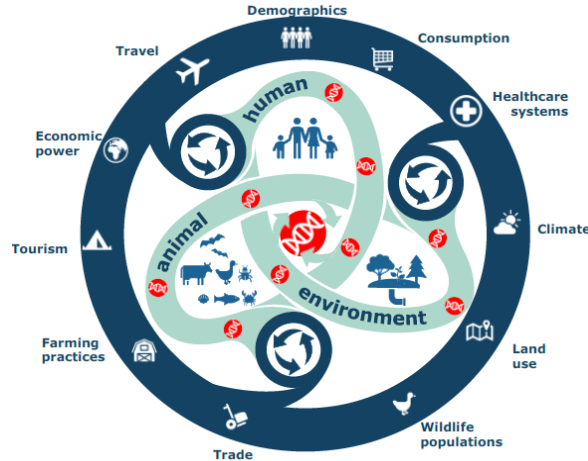 Demographics
Consumption
Healthcare
systems
Climate
Land
use
Wildlife
populations
Trade
Farming
practices
Tourism
Economic
power
Travel
human
animal
environment